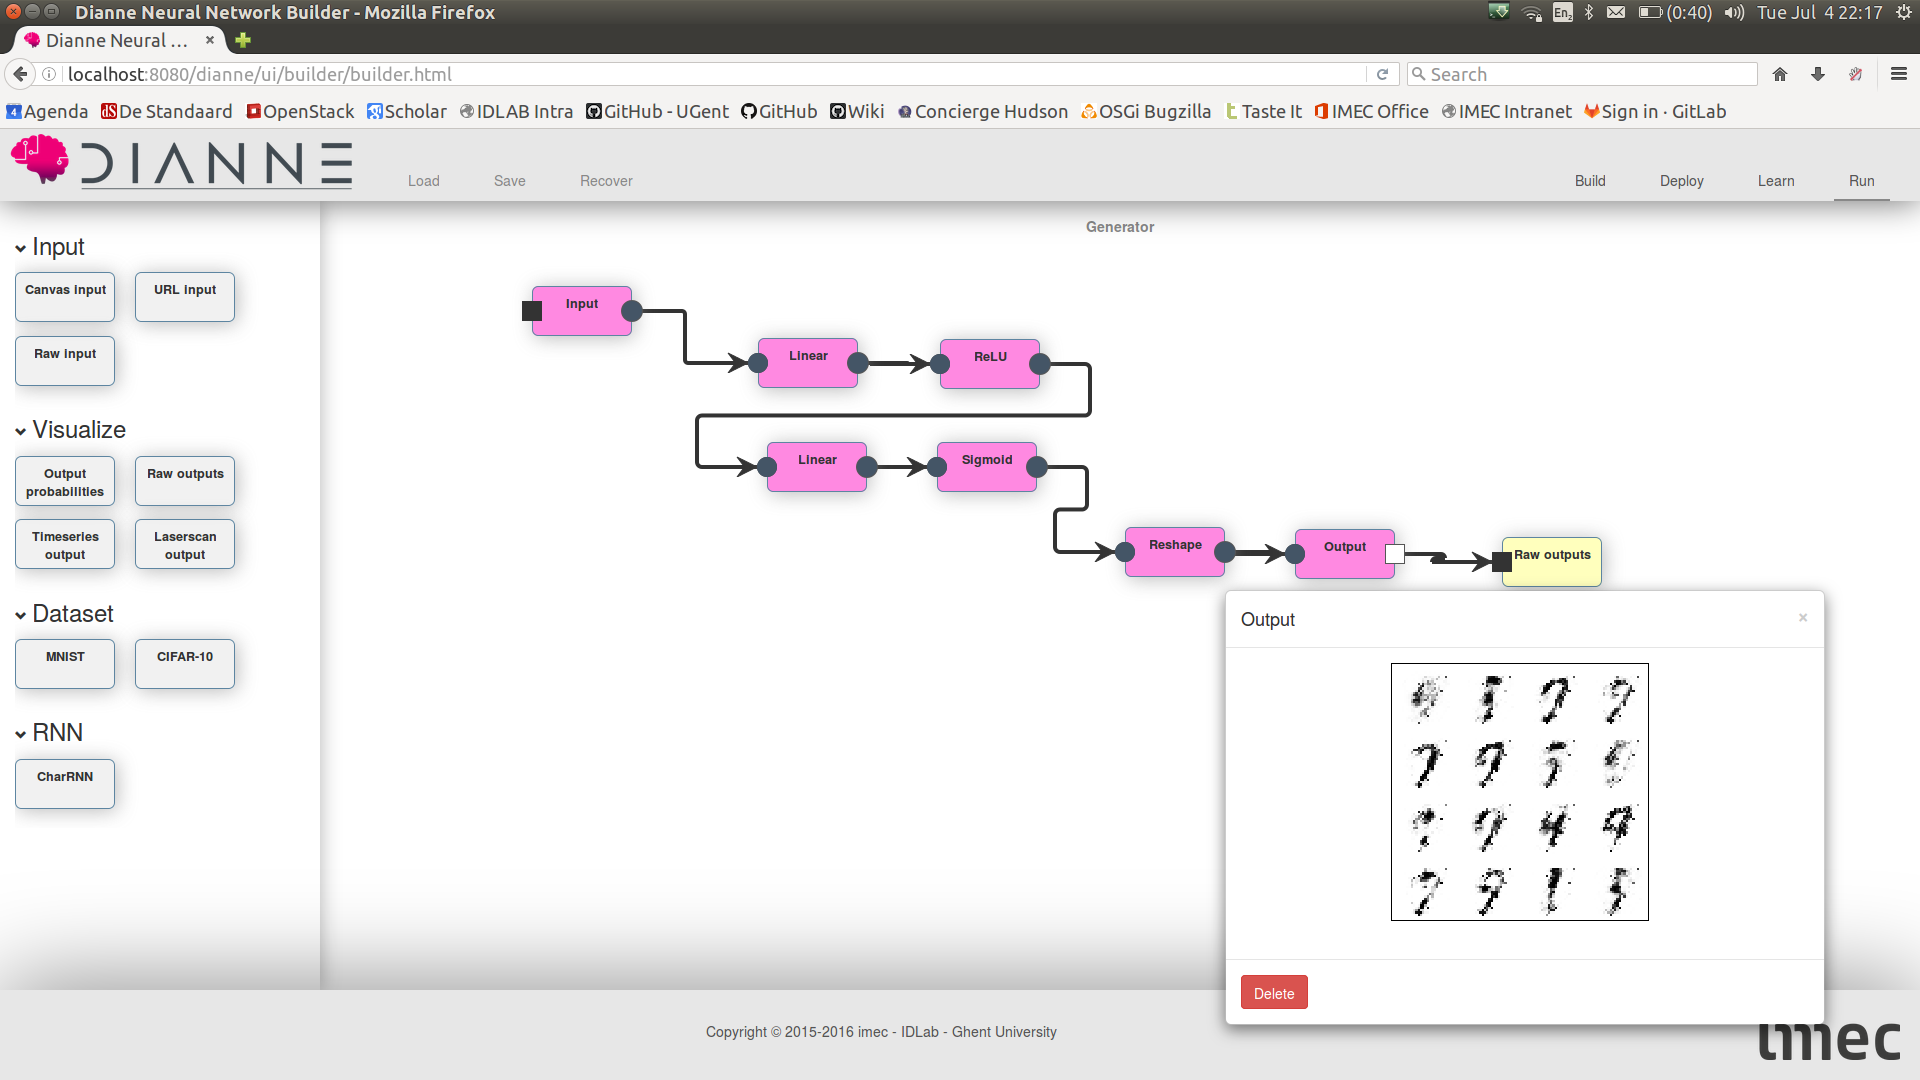 Dianne Neural Network Builder - Mozilla Firefox
En2 (0:40) Tue Jul 4 22:17
Dianne Neural ... ×
localhost:8080/dianne/ui/builder/builder.html
Search
4 Agenda dS De Standaard OpenStack Scholar IDLAB Intra GitHub - UGent GitHub Wiki Concierge Hudson OSGi Bugzilla Taste It IMEC Office IMEC Intranet Sign in · GitLab
DIANNE
Load Save Recover
Build Deploy Learn Run
Generator
Input
Canvas input
URL input
Raw input
Visualize
Output probabilities
Raw outputs
Timeseries output
Laserscan output
Dataset
MNIST
CIFAR-10
RNN
CharRNN
Input
Linear
ReLU
Linear
Sigmoid
Reshape
Output
Raw outputs
Output ×
Delete
Copyright © 2015-2016 imec - IDLab - Ghent University
imec